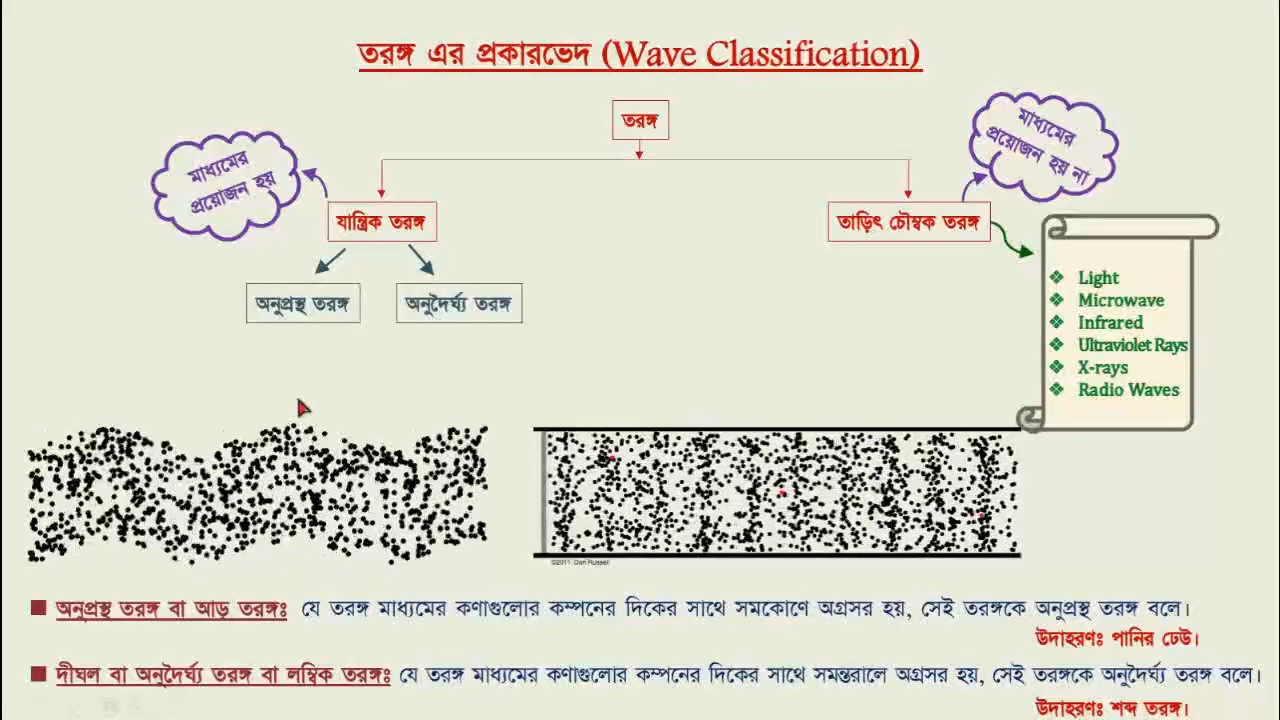 তরঙ্গ এর প্রকারভেদ (Wave Classification)
তরঙ্গ
মাধ্যমের
প্রয়োজন হয়
মাধ্যমের
প্রয়োজন হয় না
যান্ত্রিক তরঙ্গ
তাড়িৎ চৌম্বক তরঙ্গ
অনুপ্রস্থ তরঙ্গ
অনুদৈর্ঘ্য তরঙ্গ
Light
Microwave
Infrared
Ultraviolet Rays
X-rays
Radio Waves
©2011. Dan Russell
অনুপ্রস্থ তরঙ্গ বা আড় তরঙ্গঃ যে তরঙ্গ মাধ্যমের কণাগুলোর কম্পনের দিকের সাথে সমকোণে অগ্রসর হয়, সেই তরঙ্গকে অনুপ্রস্থ তরঙ্গ বলে।
উদাহরণঃ পানির ঢেউ।
দীঘল বা অনুদৈর্ঘ্য তরঙ্গ বা লম্বিক তরঙ্গঃ যে তরঙ্গ মাধ্যমের কণাগুলোর কম্পনের দিকের সাথে সমন্তরালে অগ্রসর হয়, সেই তরঙ্গকে অনুদৈর্ঘ্য তরঙ্গ বলে।
উদাহরণঃ শব্দ তরঙ্গ।